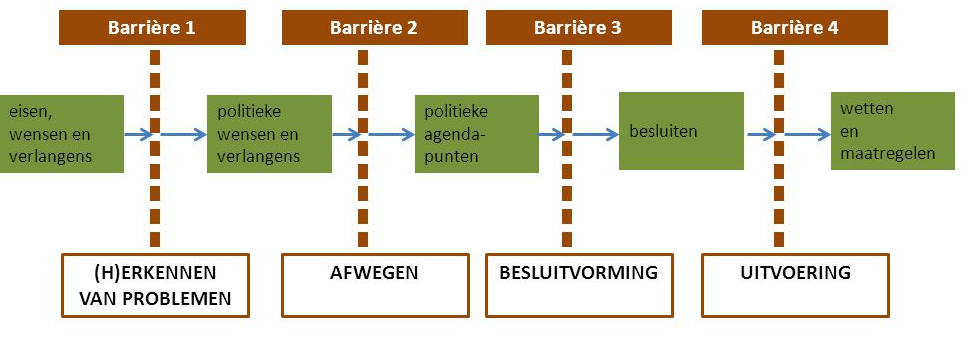 Barrière 1
Barrière 2
Barrière 3
Barrière 4
eisen,
wensen en
verlangens
politieke
wensen en
verlangens
politieke
agenda-
punten
besluiten
wetten
en
maatregelen
(H)ERKENNEN
VAN PROBLEMEN
AFWEGEN
BESLUITVORMING
UITVOERING